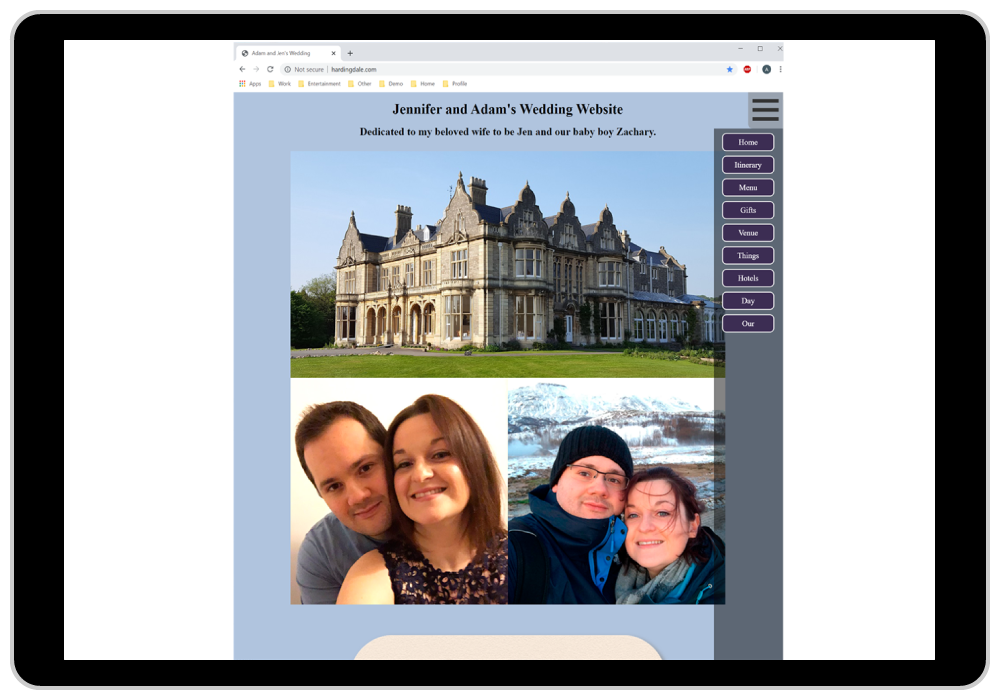 Adam and Jen's Wedding
Not secure | hardingdale.com
Apps Work Entertainment Other Demo Home Profile
Jennifer and Adam's Wedding Website
Dedicated to my beloved wife to be Jen and our baby boy Zachary.
Home
Itinerary
Menu
Gifts
Venue
Things
Hotels
Day
Our